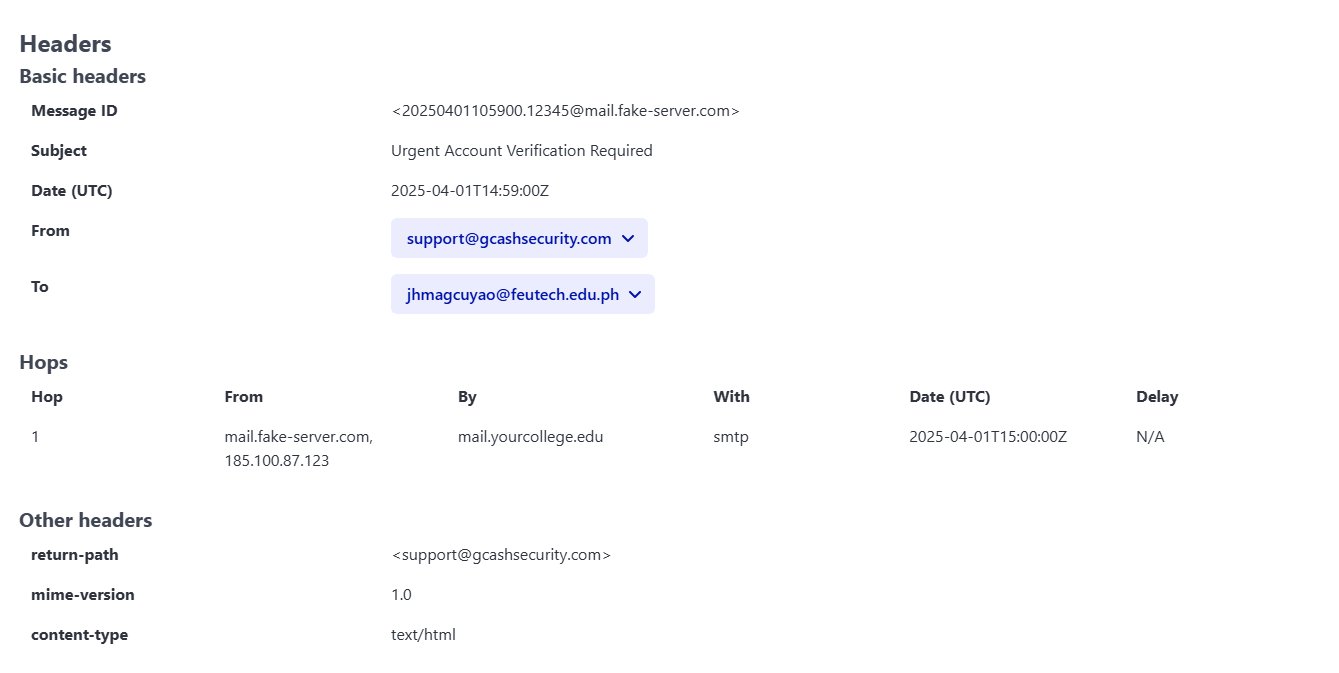 Headers
Basic headers
Message ID <20250401105900.12345@mail.fake-server.com>
Subject Urgent Account Verification Required
Date (UTC) 2025-04-01T14:59:00Z
From support@gcashsecurity.com
To jhmagcuyao@feutech.edu.ph
Hops
Hop From By With Date (UTC) Delay
1 mail.fake-server.com, mail.yourcollege.edu smtp 2025-04-01T15:00:00Z N/A
185.100.87.123
Other headers
return-path <support@gcashsecurity.com>
mime-version 1.0
content-type text/html